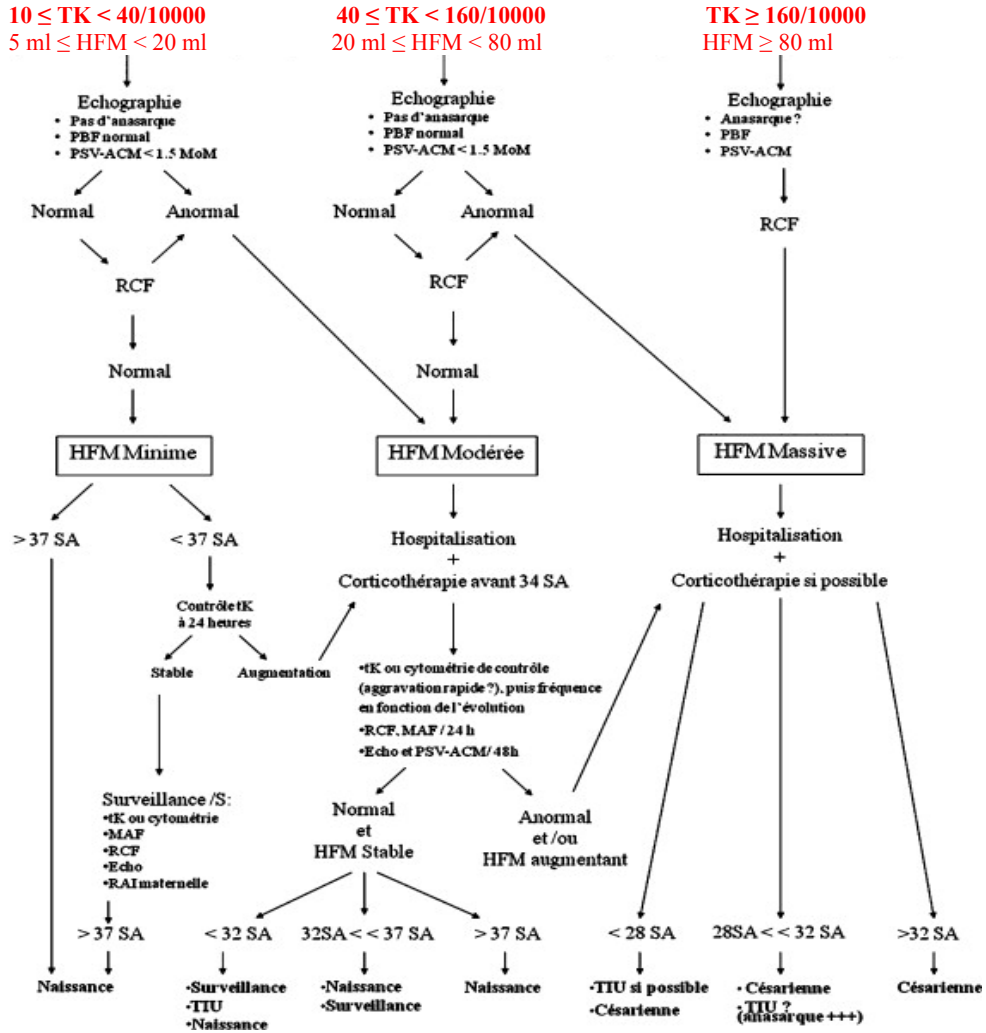 10 ≤ TK < 40/10000
5 ml ≤ HFM < 20 ml
40 ≤ TK < 160/10000
20 ml ≤ HFM < 80 ml
TK ≥ 160/10000
HFM ≥ 80 ml
Echographie
• Pas d'anasarque
• PBF normal
• PSV-ACM < 1.5 MoM
Echographie
• Pas d'anasarque
• PBF normal
• PSV-ACM < 1.5 MoM
Echographie
• Anasarque ?
• PBF
• PSV-ACM
Normal
Anormal
Normal
Anormal
RCF
RCF
RCF
Normal
Normal
HFM Minime
HFM Modérée
HFM Massive
> 37 SA
< 37 SA
Hospitalisation
+
Corticothérapie avant 34 SA
Hospitalisation
+
Corticothérapie si possible
Contrôle tK
à 24 heures
Stable
Augmentation
•tK ou cytométrie de contrôle
(aggravation rapide ?), puis fréquence
en fonction de l'évolution
•RCF, MAF / 24 h
•Echo et PSV-ACM/ 48h
Surveillance /S:
•tK ou cytométrie
•MAF
•RCF
•Echo
•RAI maternelle
Normal
et
HFM Stable
Anormal
et /ou
HFM augmentant
> 37 SA
< 32 SA
32SA < < 37 SA
> 37 SA
< 28 SA
28SA < < 32 SA
>32 SA
Naissance
•Surveillance
•TIU
•Naissance
•Naissance
•Surveillance
Naissance
•TIU si possible
•Césarienne
• Césarienne
• TIU ?
(anasarque +++)
Césarienne